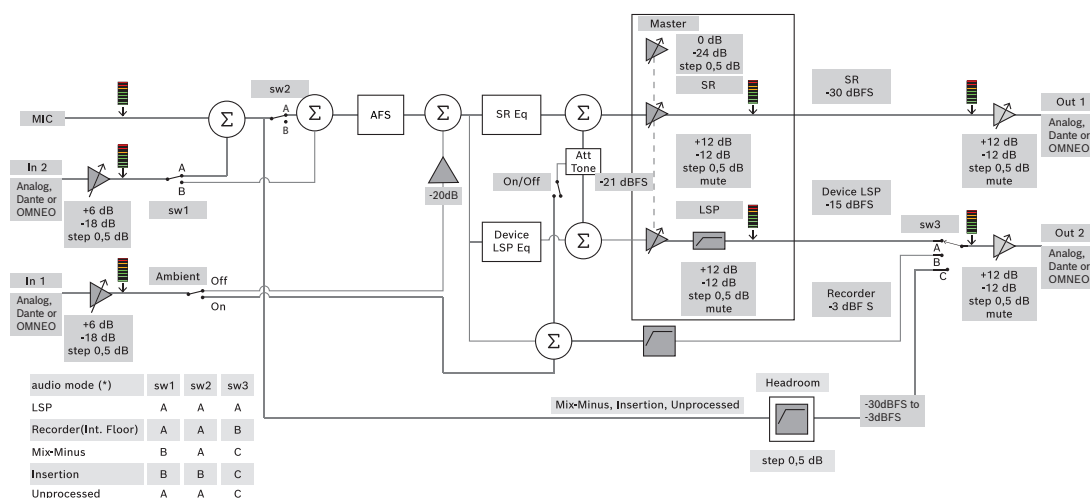 Master
0 dB
-24 dB
step 0,5 dB
SR
SR
-30 dBFS
sw2
A
B
MIC
Σ
Σ
AFS
Σ
SR Eq
Σ
+12 dB
-12 dB
step 0,5 dB
mute
Out 1
Analog,
Dante or
OMNEO
+12 dB
-12 dB
step 0,5 dB
mute
In 2
Analog,
Dante or
OMNEO
+6 dB
-18 dB
step 0,5 dB
A
B
sw1
-20dB
On/Off
Att
Tone
-21 dBFS
Device LSP
-15 dBFS
LSP
Device
LSP Eq
Σ
+12 dB
-12 dB
step 0,5 dB
mute
sw3
A
B
C
Out 2
Analog,
Dante or
OMNEO
+12 dB
-12 dB
step 0,5 dB
mute
In 1
Analog,
Dante or
OMNEO
+6 dB
-18 dB
step 0,5 dB
Ambient
Off
On
Σ
Recorder
-3 dBF S
audio mode (*) sw1 sw2 sw3
LSP A A A
Recorder(Int. Floor) A A B
Mix-Minus B A C
Insertion B B C
Unprocessed A A C
Mix-Minus, Insertion, Unprocessed
Headroom
step 0,5 dB
-30dBFS to
-3dBFS